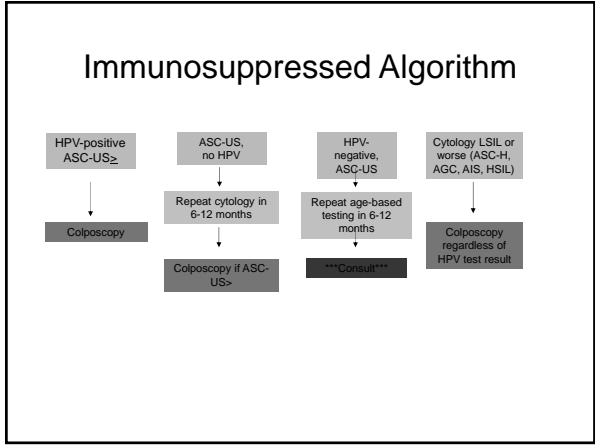 Immunosuppressed Algorithm
HPV-positive
ASC-US>
Colposcopy
ASC-US,
no HPV
Repeat cytology in
6-12 months
Colposcopy if ASC-
US>
HPV-
negative,
ASC-US
Repeat age-based
testing in 6-12
months
***Consult***
Cytology LSIL or
worse (ASC-H,
AGC, AIS, HSIL)
Colposcopy
regardless of
HPV test result